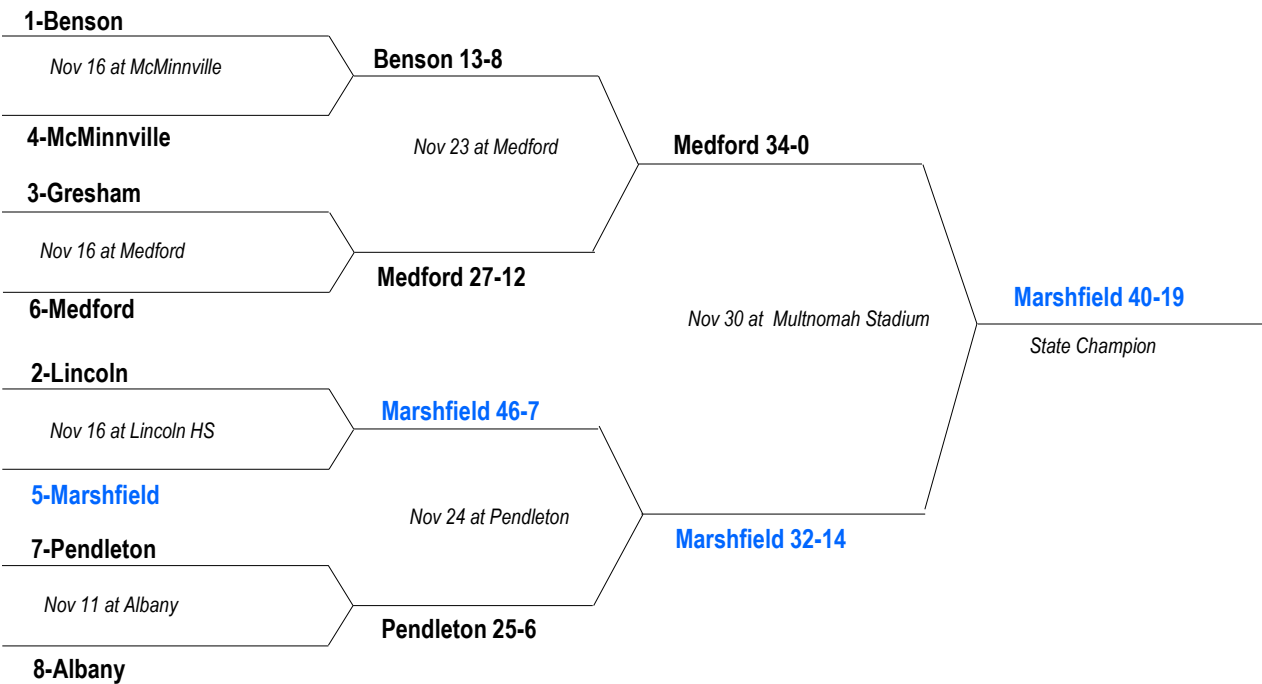 1-Benson
Nov 16 at McMinnville
Benson 13-8
4-McMinnville
Nov 23 at Medford
Medford 34-0
3-Gresham
Nov 16 at Medford
Medford 27-12
6-Medford
Nov 30 at  Multnomah Stadium
Marshfield 40-19
State Champion
2-Lincoln
Nov 16 at Lincoln HS
Marshfield 46-7
5-Marshfield
Nov 24 at Pendleton
Marshfield 32-14
7-Pendleton
Nov 11 at Albany
Pendleton 25-6
8-Albany